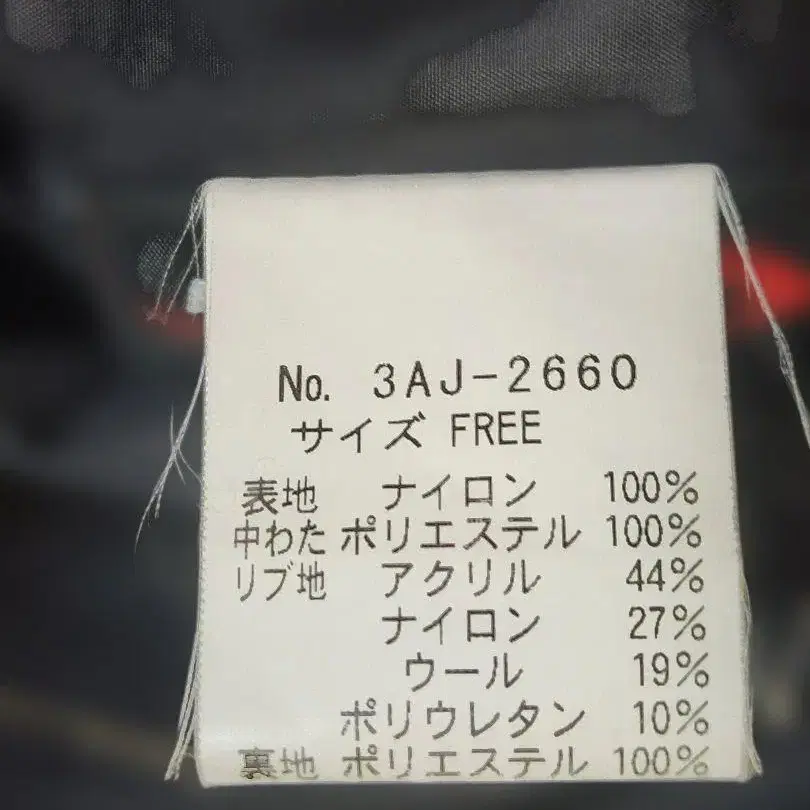 No. 3AJ-2660
サイズ FREE
表地 ナイロン 100%
中わた ポリエステル 100%
リブ地 アクリル 44%
ナイロン 27%
ウール 19%
ポリウレタン 10%
裏地 ポリエステル 100%